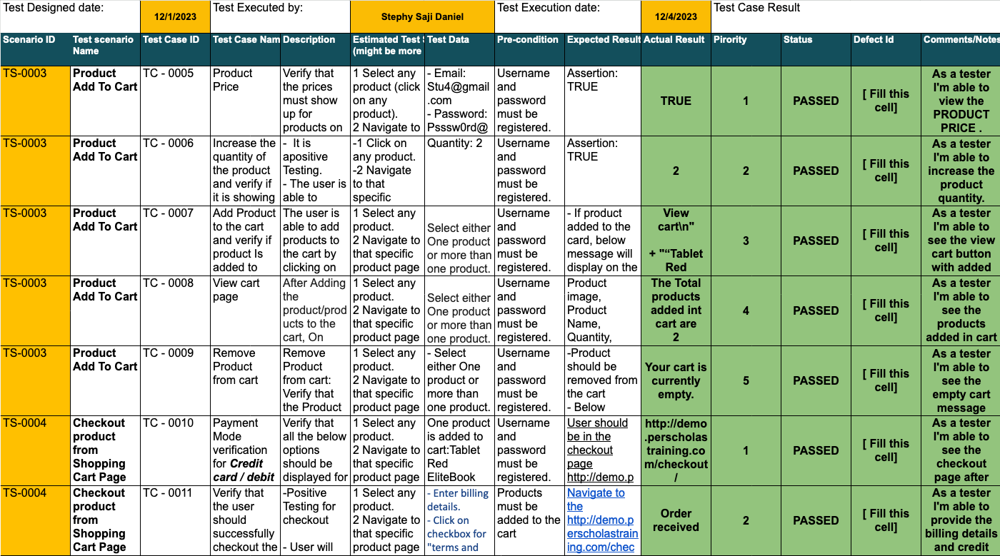 Test Designed date:
12/1/2023
Test Executed by:
Stephy Saji Daniel
Test Execution date:
12/4/2023
Test Case Result
Scenario ID
Test scenario
Name
Test Case ID
Test Case Nam
Description
Estimated Test
(might be more
Test Data
Pre-condition
Expected Result
Actual Result
Pirority
Status
Defect Id
Comments/Notes
TS-0003
Product
Add To Cart
TC - 0005
Product
Price
Verify that
the prices
must show
up for
products on
1 Select any
product (click
on any
product).
2 Navigate to
- Email:
Stu4@gmail
.com
- Password:
Psssw0rd@
Username
and
password
must be
registered.
Assertion:
TRUE
TRUE
1
PASSED
[ Fill this
cell]
As a tester
I'm able to
view the
PRODUCT
PRICE .
TS-0003
Product
Add To Cart
TC - 0006
Increase the
quantity of
the product
and verify if
it is showing
- It is
apositive
Testing.
- The user is
able to
-1 Click on
any product.
-2 Navigate
to that
specific
Quantity: 2
Username
and
password
must be
registered.
Assertion:
TRUE
2
2
PASSED
[ Fill this
cell]
As a tester
I'm able to
increase the
product
quantity.
TS-0003
Product
Add To Cart
TC - 0007
Add Product
to the cart
and verify if
product Is
added to
The user is
able to add
products to
the cart by
clicking on
1 Select any
product.
2 Navigate to
that specific
product page
Select either
One product
or more than
one product.
Username
and
password
must be
registered.
- If product
added to the
card, below
message will
display on the
View
cart\n"
+ "“Tablet
Red
3
PASSED
[ Fill this
cell]
As a tester
I'm able to
see the view
cart button
with added
TS-0003
Product
Add To Cart
TC - 0008
View cart
page
After Adding
the
product/prod
ucts to the
cart, On
1 Select any
product.
2 Navigate to
that specific
product page
Select either
One product
or more than
one product.
Username
and
password
must be
registered.
Product
image,
Product
Name,
Quantity,
The Total
products
added int
cart are
2
4
PASSED
[ Fill this
cell]
As a tester
I'm able to
see the
products
added in cart
TS-0003
Product
Add To Cart
TC - 0009
Remove
Product
from cart
Remove
Product
from cart:
Verify that
the Product
1 Select any
product.
2 Navigate to
that specific
product page
- Select
either One
product or
more than
one product.
Username
and
password
must be
registered.
-Product
should be
removed from
the cart
- Below
Your cart is
currently
empty.
5
PASSED
[ Fill this
cell]
As a tester
I'm able to
see the
empty cart
message
TS-0004
Checkout
product
from
Shopping
Cart Page
TC - 0010
Payment
Mode
verification
for Credit
card / debit
Verify that
all the below
options
should be
displayed for
1 Select any
product.
2 Navigate to
that specific
product page
One product
is added to
cart:Tablet
Red
EliteBook
Username
and
password
must be
registered.
User should
be in the
checkout
page
http://demo.p
http://demo
.perscholas
training.co
m/checkout
/
1
PASSED
[ Fill this
cell]
As a tester
I'm able to
see the
checkout
page after
TS-0004
Checkout
product
from
Shopping
Cart Page
TC - 0011
Verify that
the user
should
successfully
checkout the
-Positive
Testing for
checkout
- User will
1 Select any
product.
2 Navigate to
that specific
product page
- Enter billing
details.
- Click on
checkbox for
"terms and
Products
must be
added to the
cart
Navigate to
the
http://demo.p
erscholastrain
ing.com/chec
Order
received
2
PASSED
[ Fill this
cell]
As a tester
I'm able to
provide the
billing details
and credit